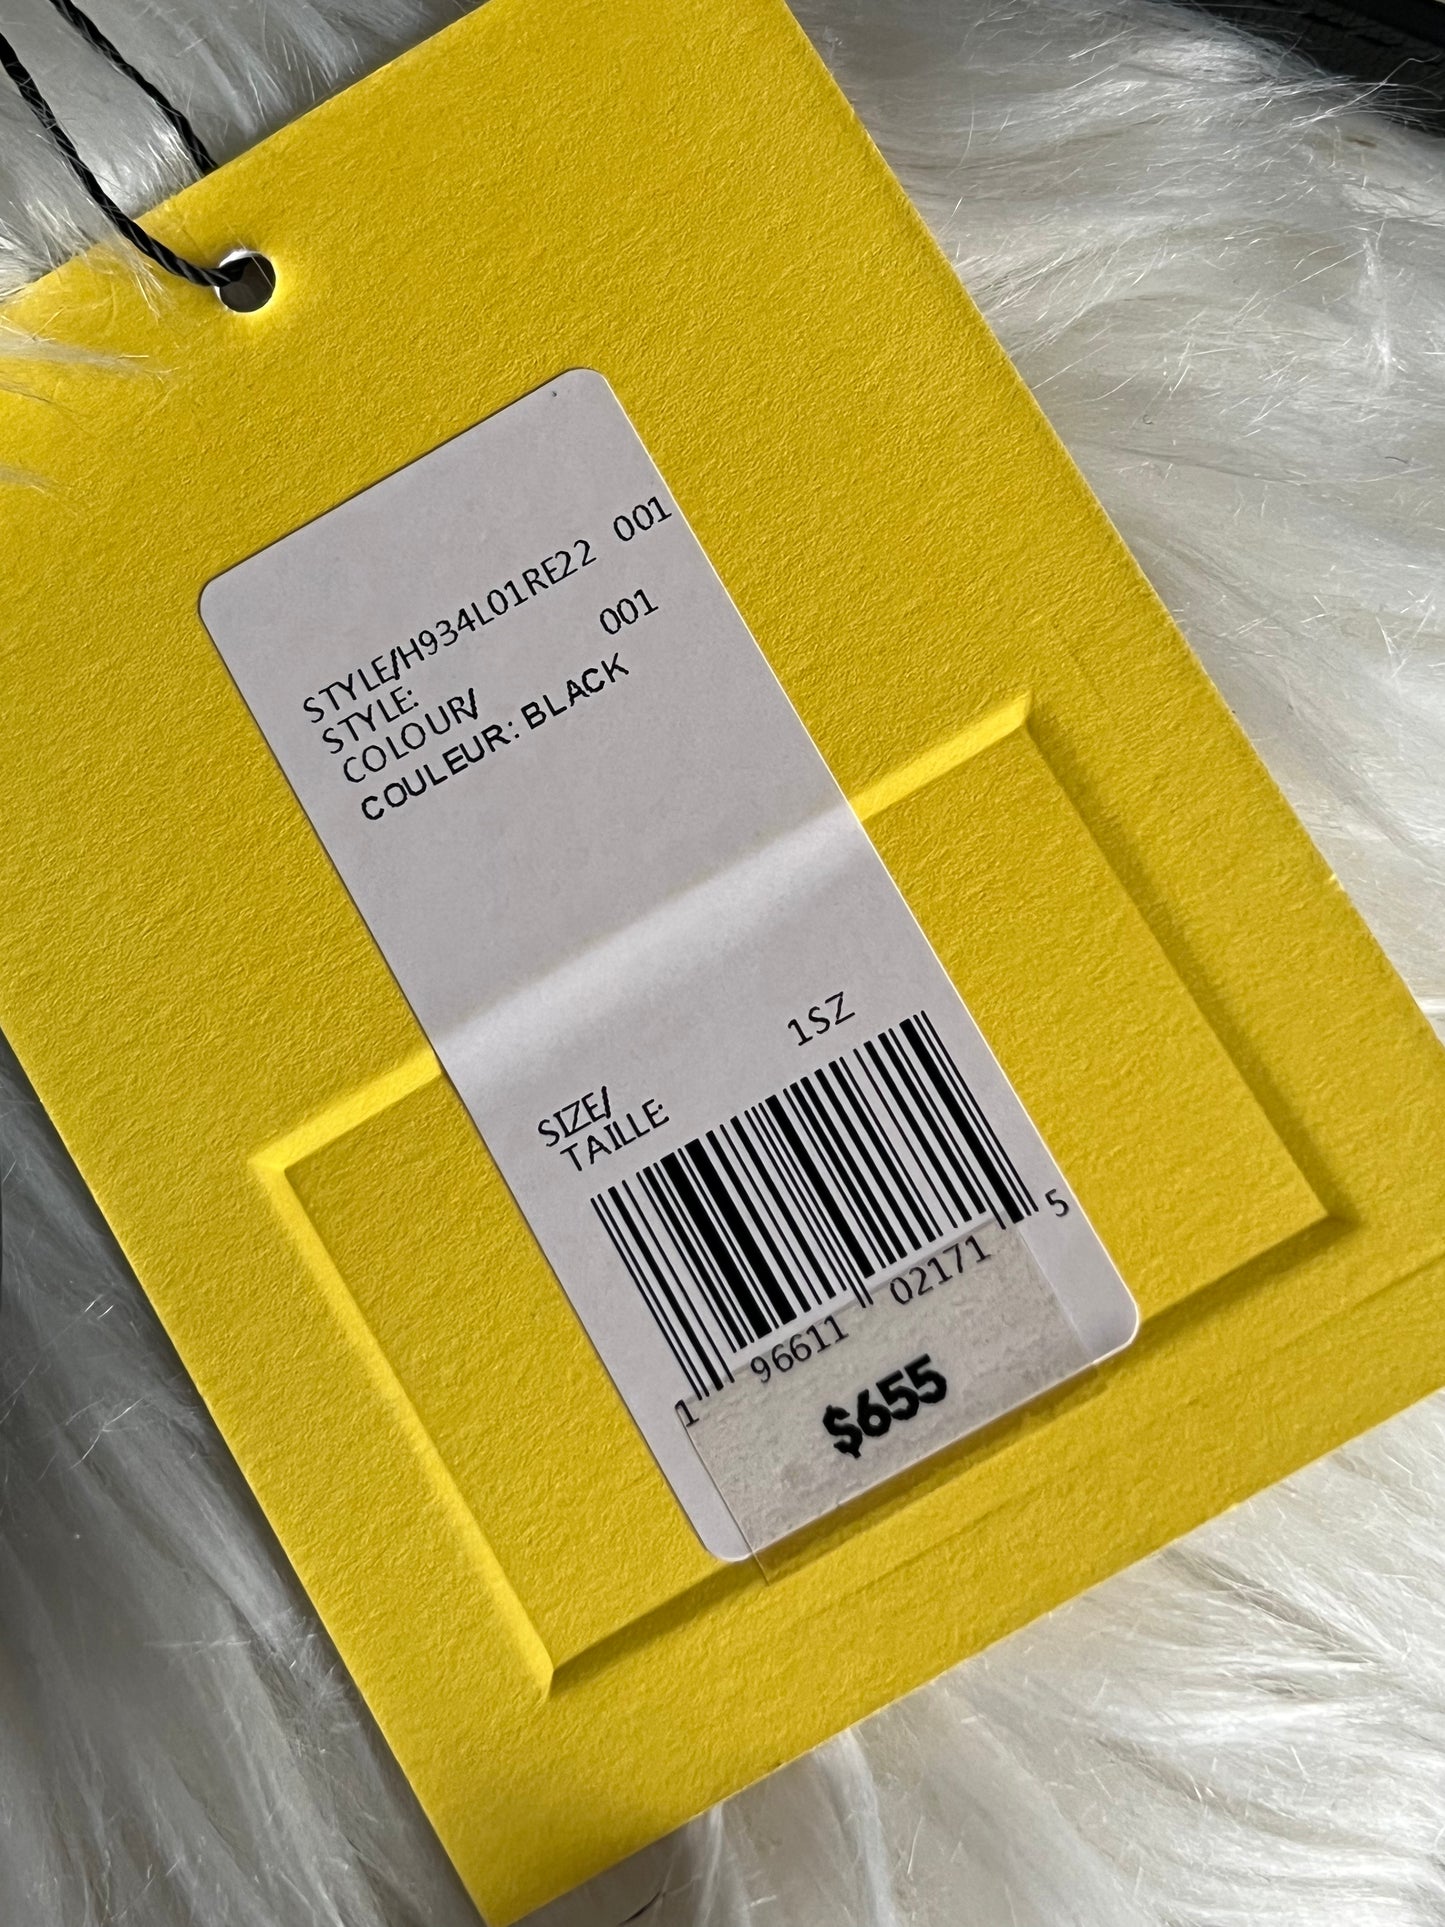 STYLE/H934L01RE22 001
STYLE:
COLOUR/ 001
COULEUR: BLACK
SIZE/ 1SZ
TAILLE:
1 96611 02171 5
$655